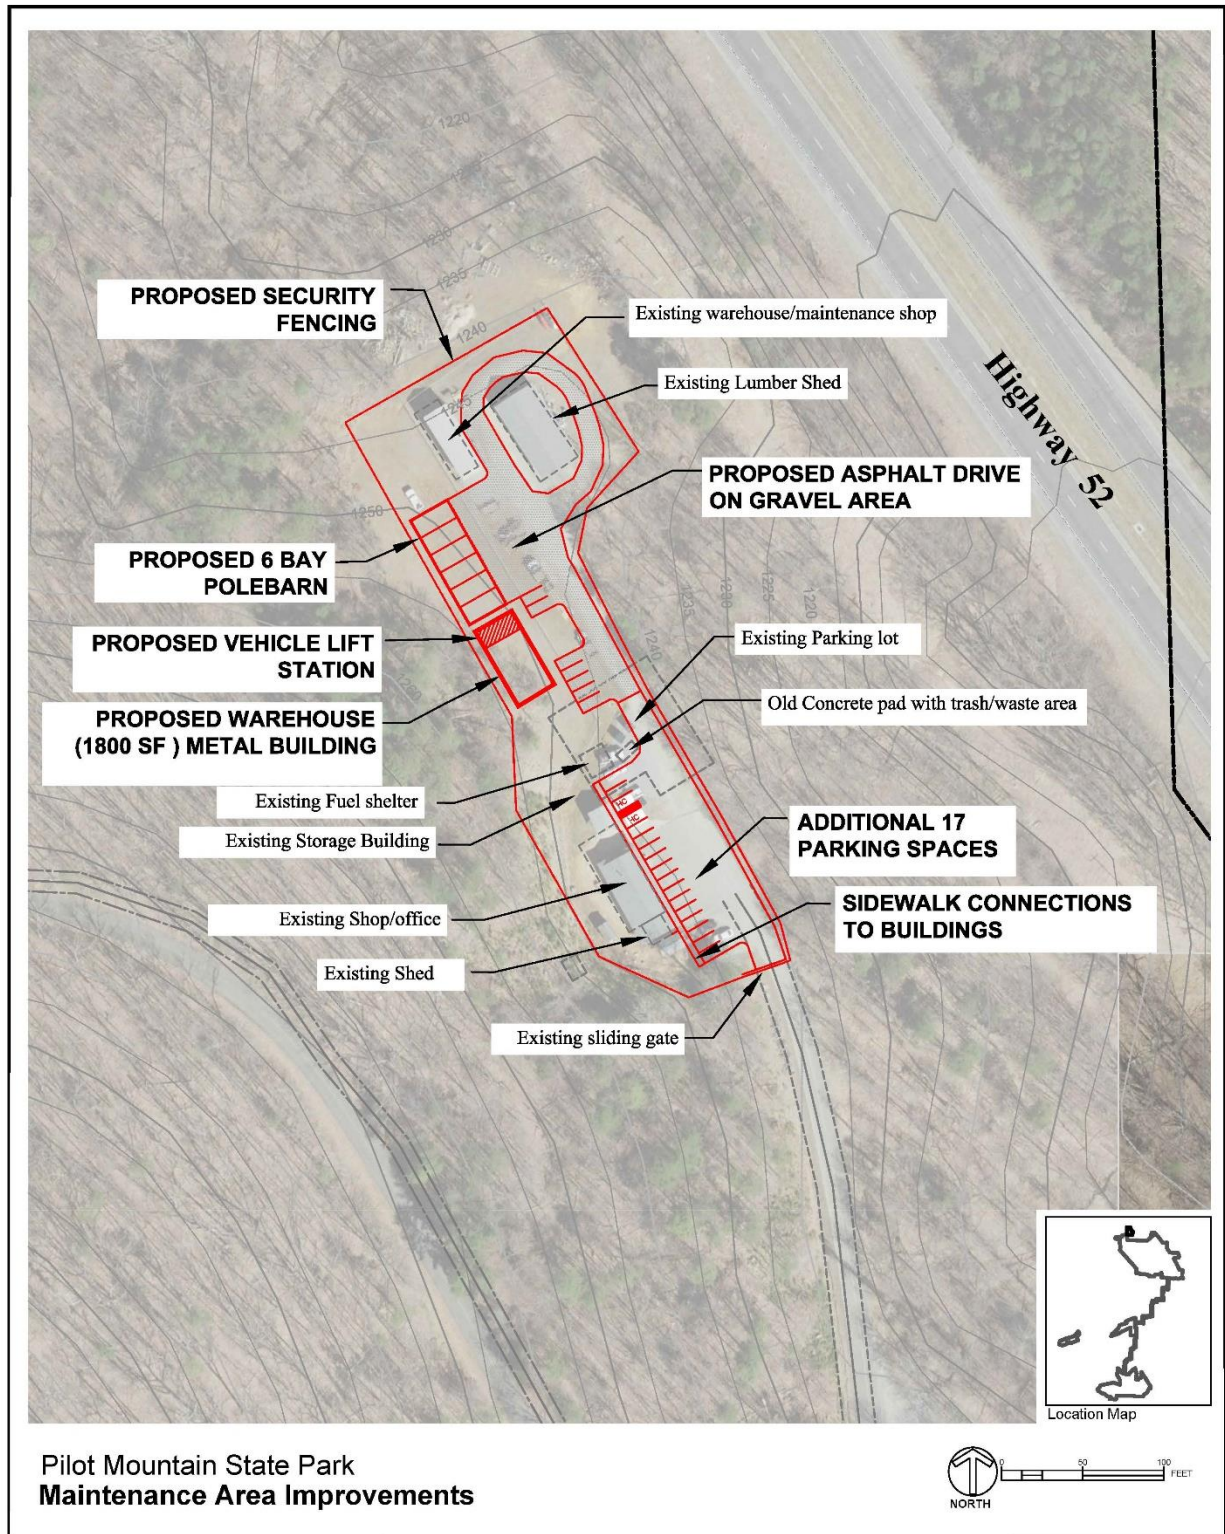 1220
1230
1235
1240
PROPOSED SECURITY
FENCING
Existing warehouse/maintenance shop
Existing Lumber Shed
Highway 52
1245
PROPOSED ASPHALT DRIVE
ON GRAVEL AREA
1250
PROPOSED 6 BAY
POLEBARN
1235
1230
1225
1220
PROPOSED VEHICLE LIFT
STATION
1240
Existing Parking lot
Old Concrete pad with trash/waste area
PROPOSED WAREHOUSE
(1800 SF ) METAL BUILDING
Existing Fuel shelter
HC
HC
Existing Storage Building
ADDITIONAL 17
PARKING SPACES
SIDEWALK CONNECTIONS
TO BUILDINGS
Existing Shop/office
Existing Shed
Existing sliding gate
Location Map
Pilot Mountain State Park
Maintenance Area Improvements
NORTH
0 50 100
FEET